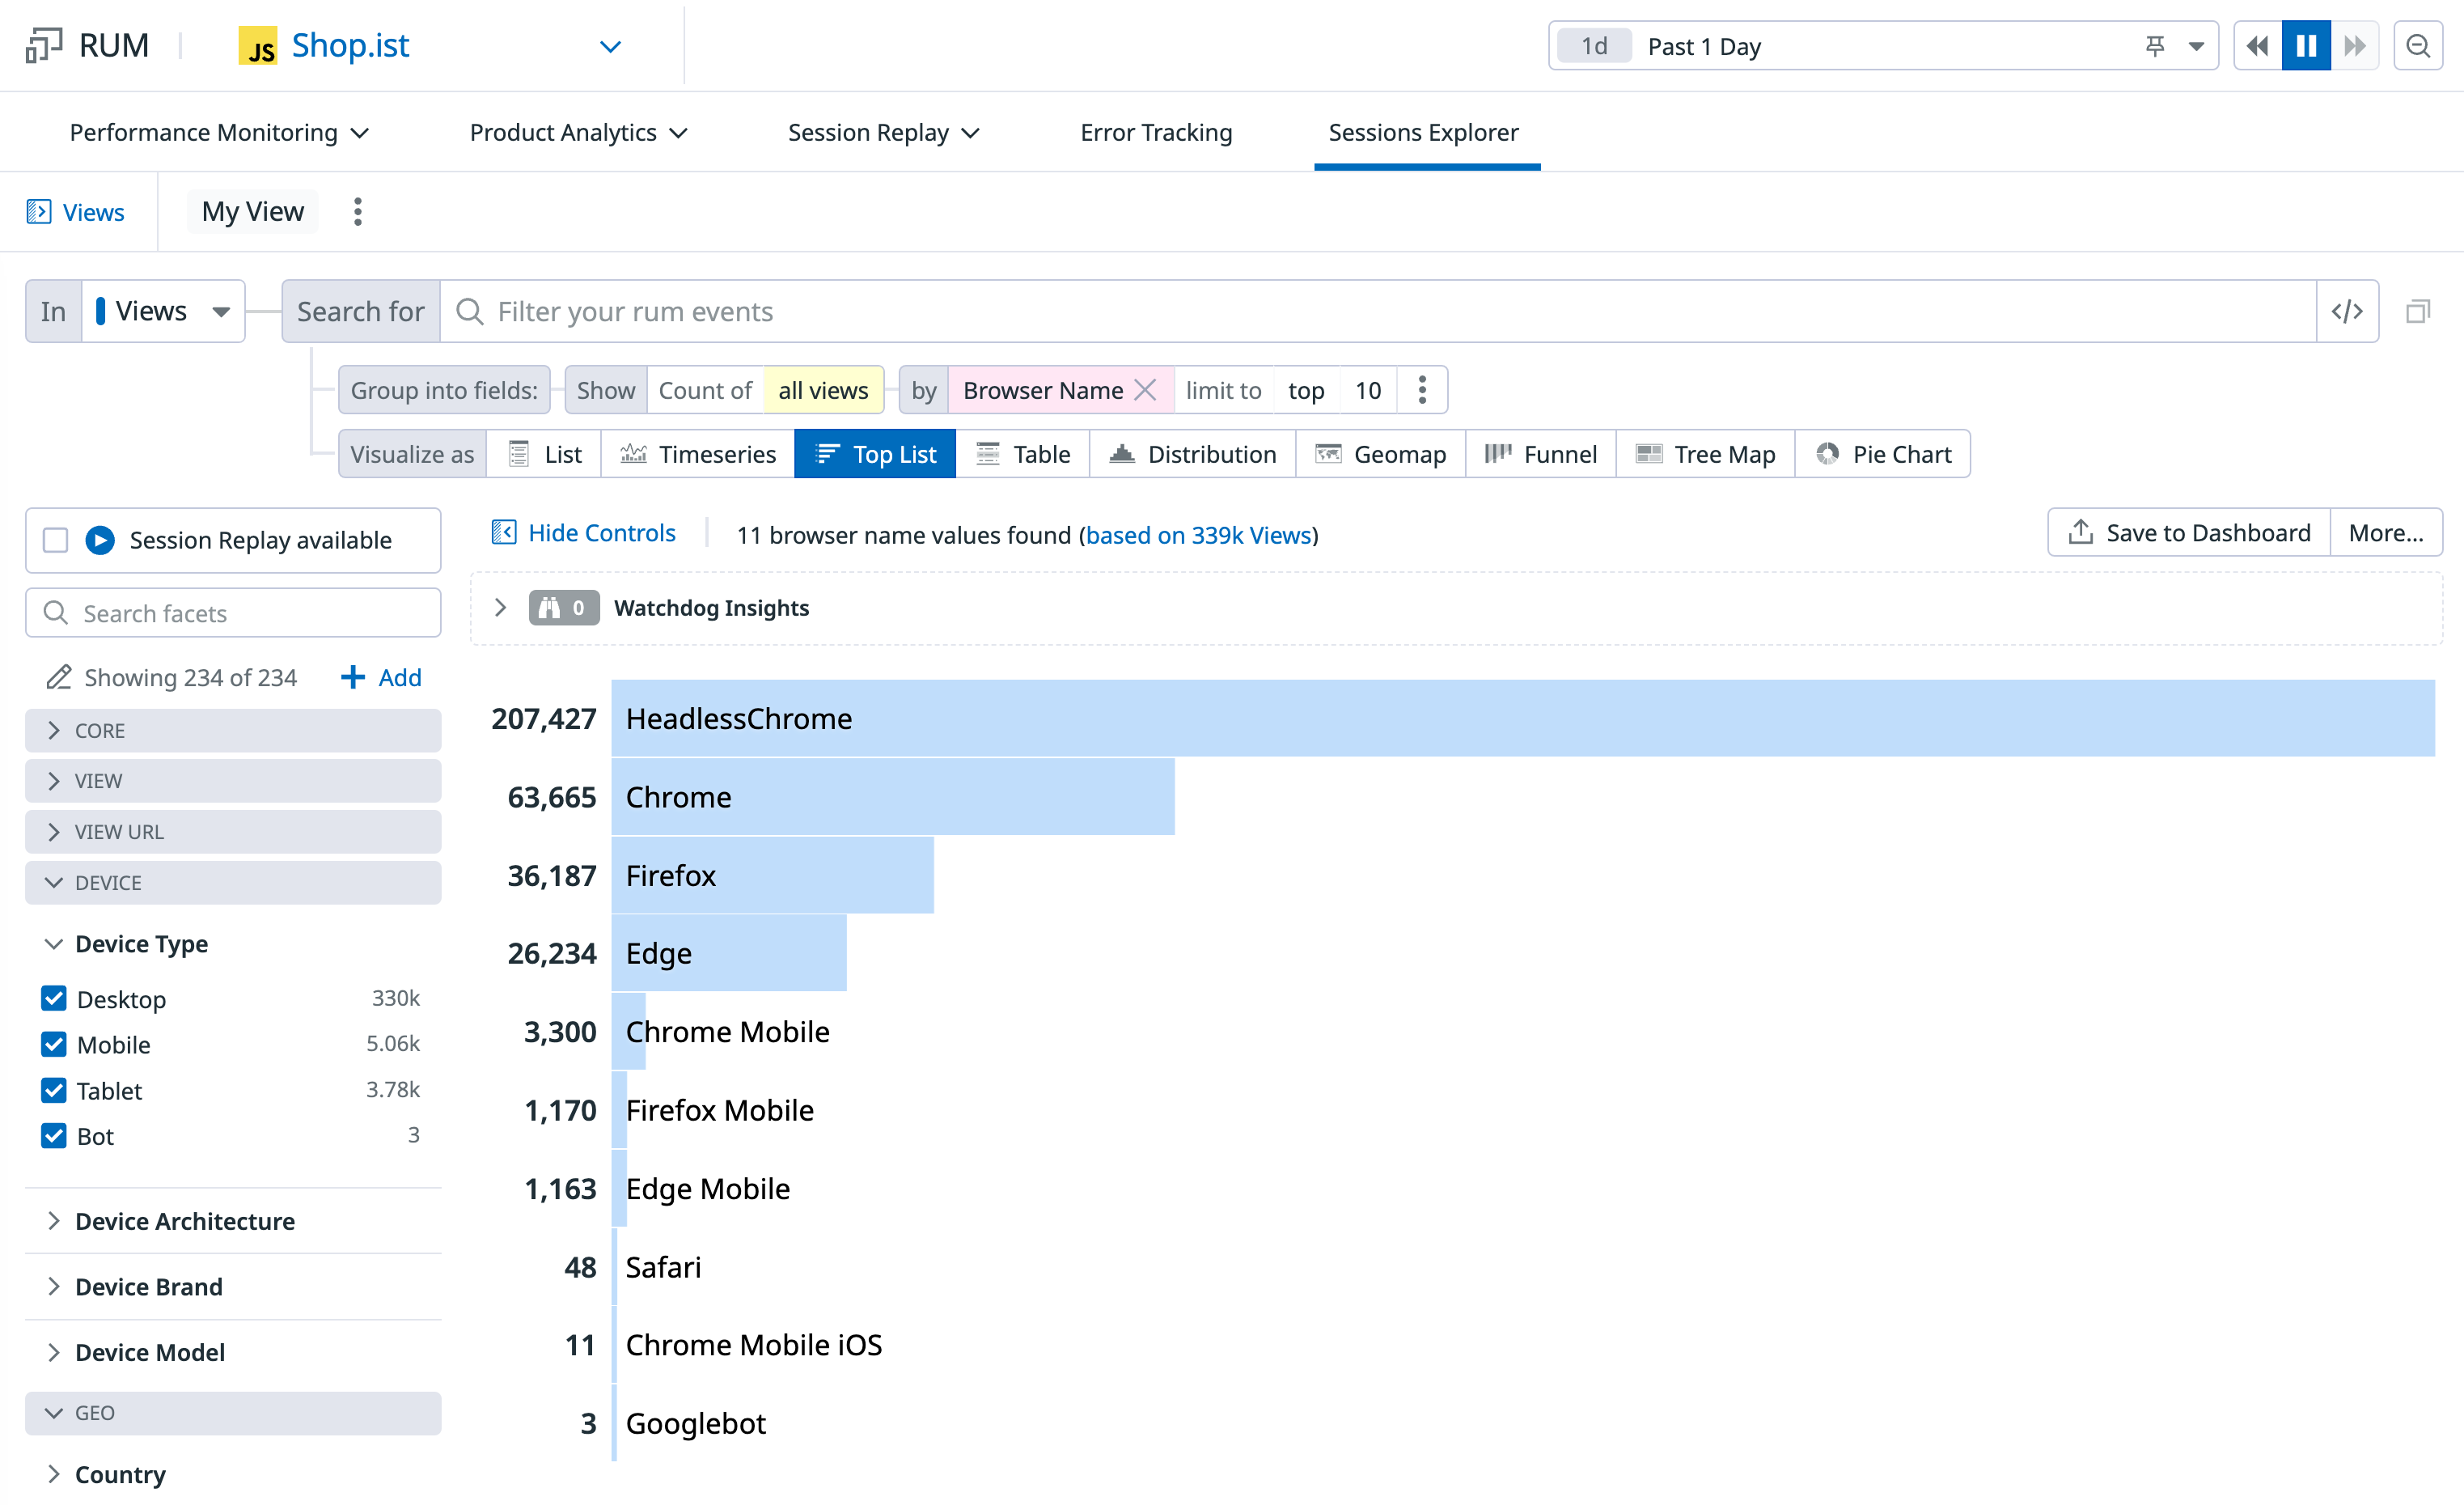 RUM
JS Shop.ist
1d Past 1 Day
Performance Monitoring Product Analytics Session Replay Error Tracking Sessions Explorer
Views My View
In Views Search for Filter your rum events </>
Group into fields: Show Count of all views by Browser Name limit to top 10
Visualize as List Timeseries Top List Table Distribution Geomap Funnel Tree Map Pie Chart
Session Replay available
Search facets
Showing 234 of 234 Add
CORE
VIEW
VIEW URL
DEVICE
Device Type
Desktop 330k
Mobile 5.06k
Tablet 3.78k
Bot 3
Device Architecture
Device Brand
Device Model
GEO
Country
Hide Controls 11 browser name values found (based on 339k Views) Save to Dashboard More...
0 Watchdog Insights
207,427 HeadlessChrome
63,665 Chrome
36,187 Firefox
26,234 Edge
3,300 Chrome Mobile
1,170 Firefox Mobile
1,163 Edge Mobile
48 Safari
11 Chrome Mobile iOS
3 Googlebot